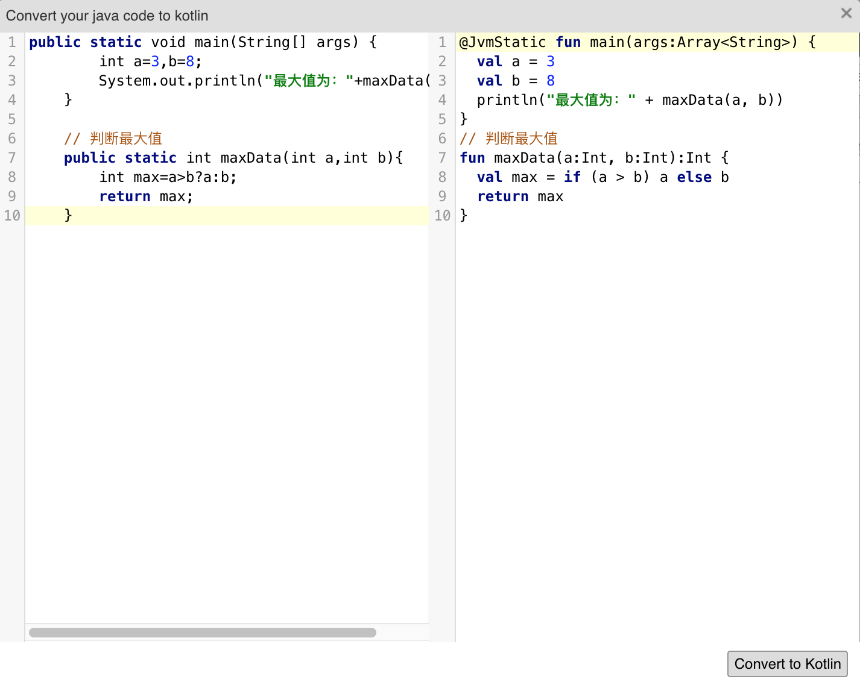 Convert your java code to kotlin
1 public static void main(String[] args) {
2 int a=3,b=8;
3 System.out.println("最大值为："+maxData(
4 }
5
6 // 判断最大值
7 public static int maxData(int a,int b){
8 int max=a>b?a:b;
9 return max;
10 }
1 @JvmStatic fun main(args:Array<String>) {
2 val a = 3
3 val b = 8
4 println("最大值为：" + maxData(a, b))
5 }
6 // 判断最大值
7 fun maxData(a:Int, b:Int):Int {
8 val max = if (a > b) a else b
9 return max
10 }
Convert to Kotlin